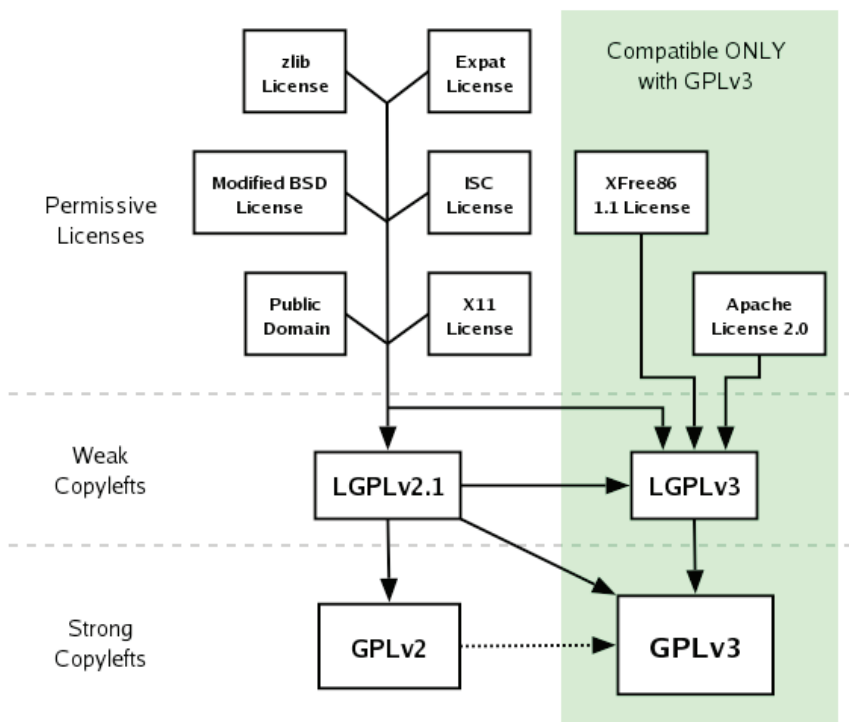 zlib
License
Expat
License
Compatible ONLY
with GPLv3
Permissive
Licenses
Modified BSD
License
ISC
License
XFree86
1.1 License
Public
Domain
X11
License
Apache
License 2.0
Weak
Copylefts
LGPLv2.1
LGPLv3
Strong
Copylefts
GPLv2
GPLv3